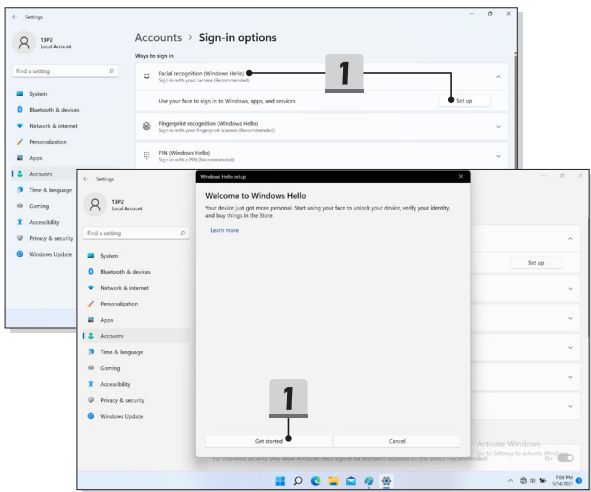 Settings
13P2
Local Account
Find a setting
System
Bluetooth & devices
Network & internet
Personalization
Apps
Accounts
Time & language
Gaming
Accessibility
Privacy & security
Windows Update
Accounts > Sign-in options
Ways to sign in
Facial recognition (Windows Hello)
Sign in with your camera (Recommended)
1
Use your face to sign in to Windows, apps, and services
Set up
Fingerprint recognition (Windows Hello)
Sign in with your fingerprint scanner (Recommended)
PIN (Windows Hello)
Sign in with a PIN (Recommended)
Settings
13P2
Local Account
Find a setting
System
Bluetooth & devices
Network & internet
Personalization
Apps
Accounts
Time & language
Gaming
Accessibility
Privacy & security
Windows Update
Windows Hello setup
Welcome to Windows Hello
Your device just got more personal. Start using your face to unlock your device, verify your identity,
and buy things in the Store.
Learn more
1
Get started
Cancel
Set up
Activate Windows
Go to Settings to activate
On
7:08 PM
5/14/2021